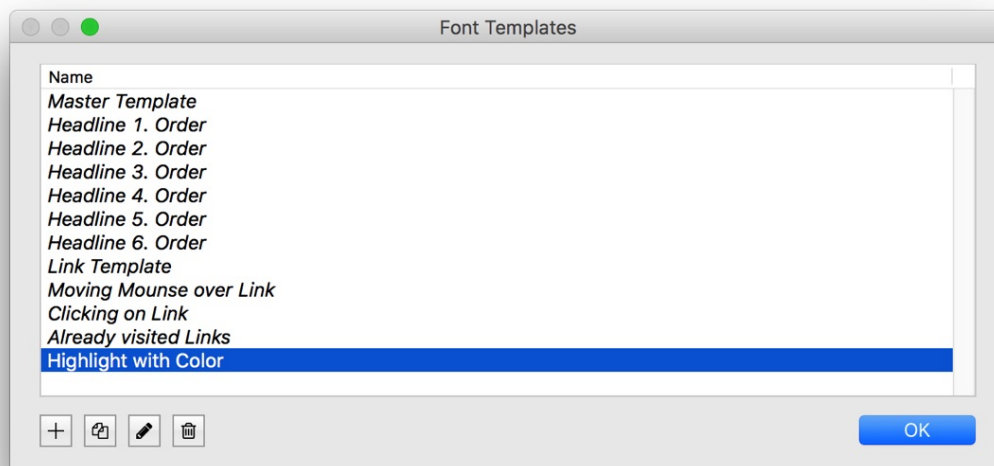 Font Templates
Name
Master Template
Headline 1. Order
Headline 2. Order
Headline 3. Order
Headline 4. Order
Headline 5. Order
Headline 6. Order
Link Template
Moving Mounse over Link
Clicking on Link
Already visited Links
Highlight with Color
OK